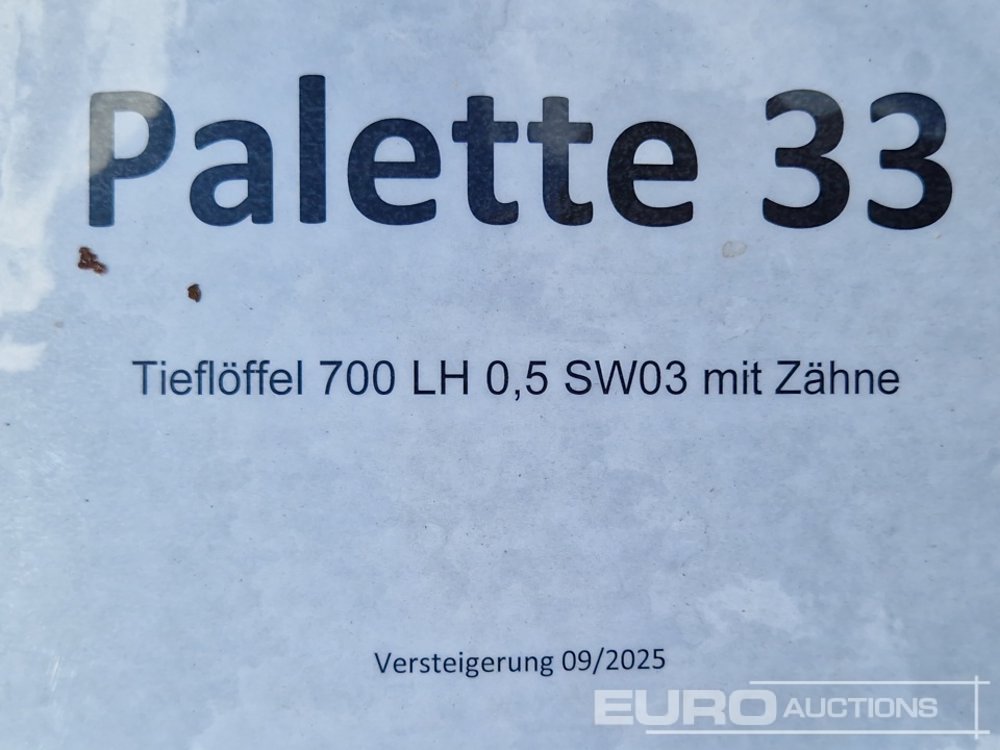 Palette 33
Tieflöffel 700 LH 0,5 SW03 mit Zähne
Versteigerung 09/2025
EURO AUCTIONS